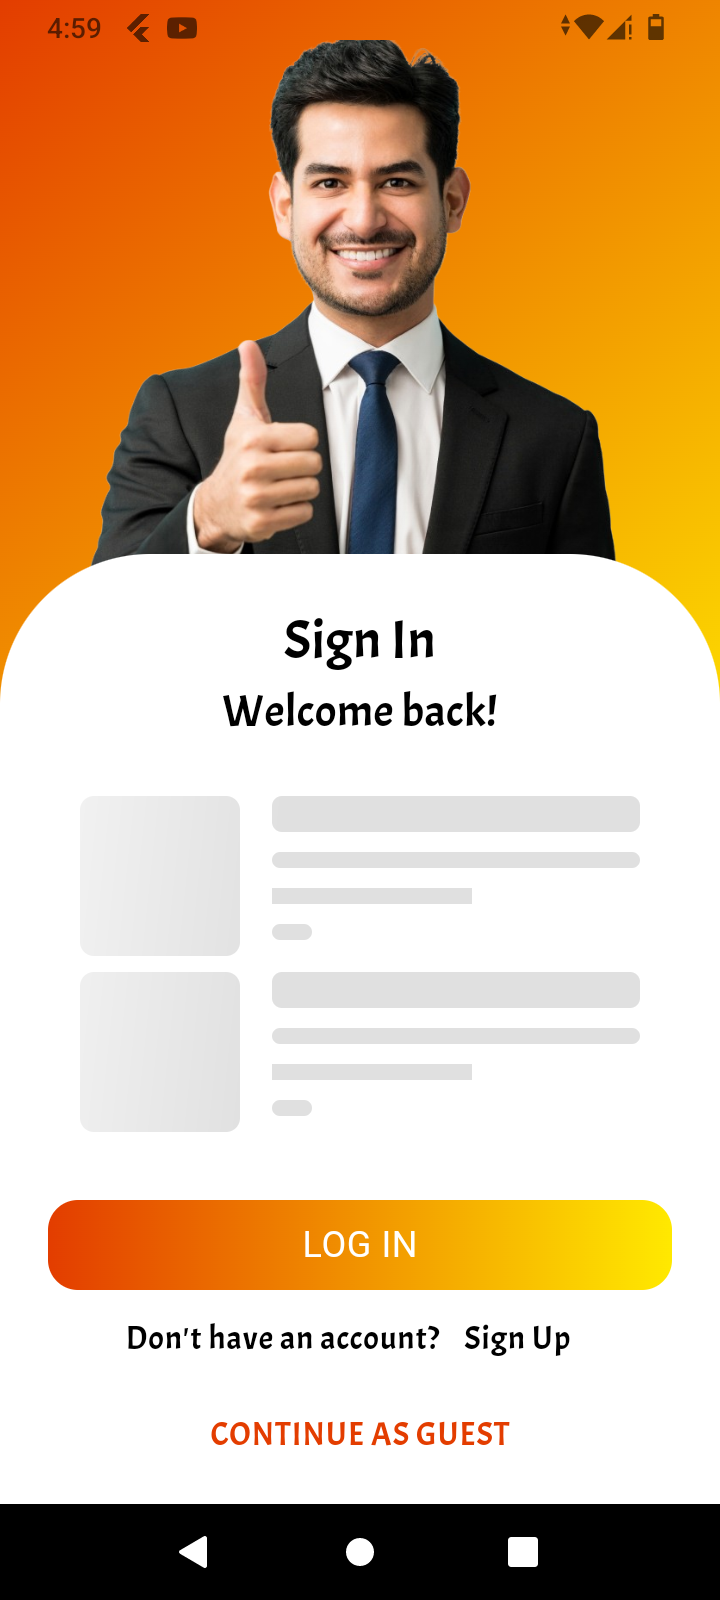 4:59
Sign In
Welcome back!
LOG IN
Don't have an account? Sign Up
CONTINUE AS GUEST